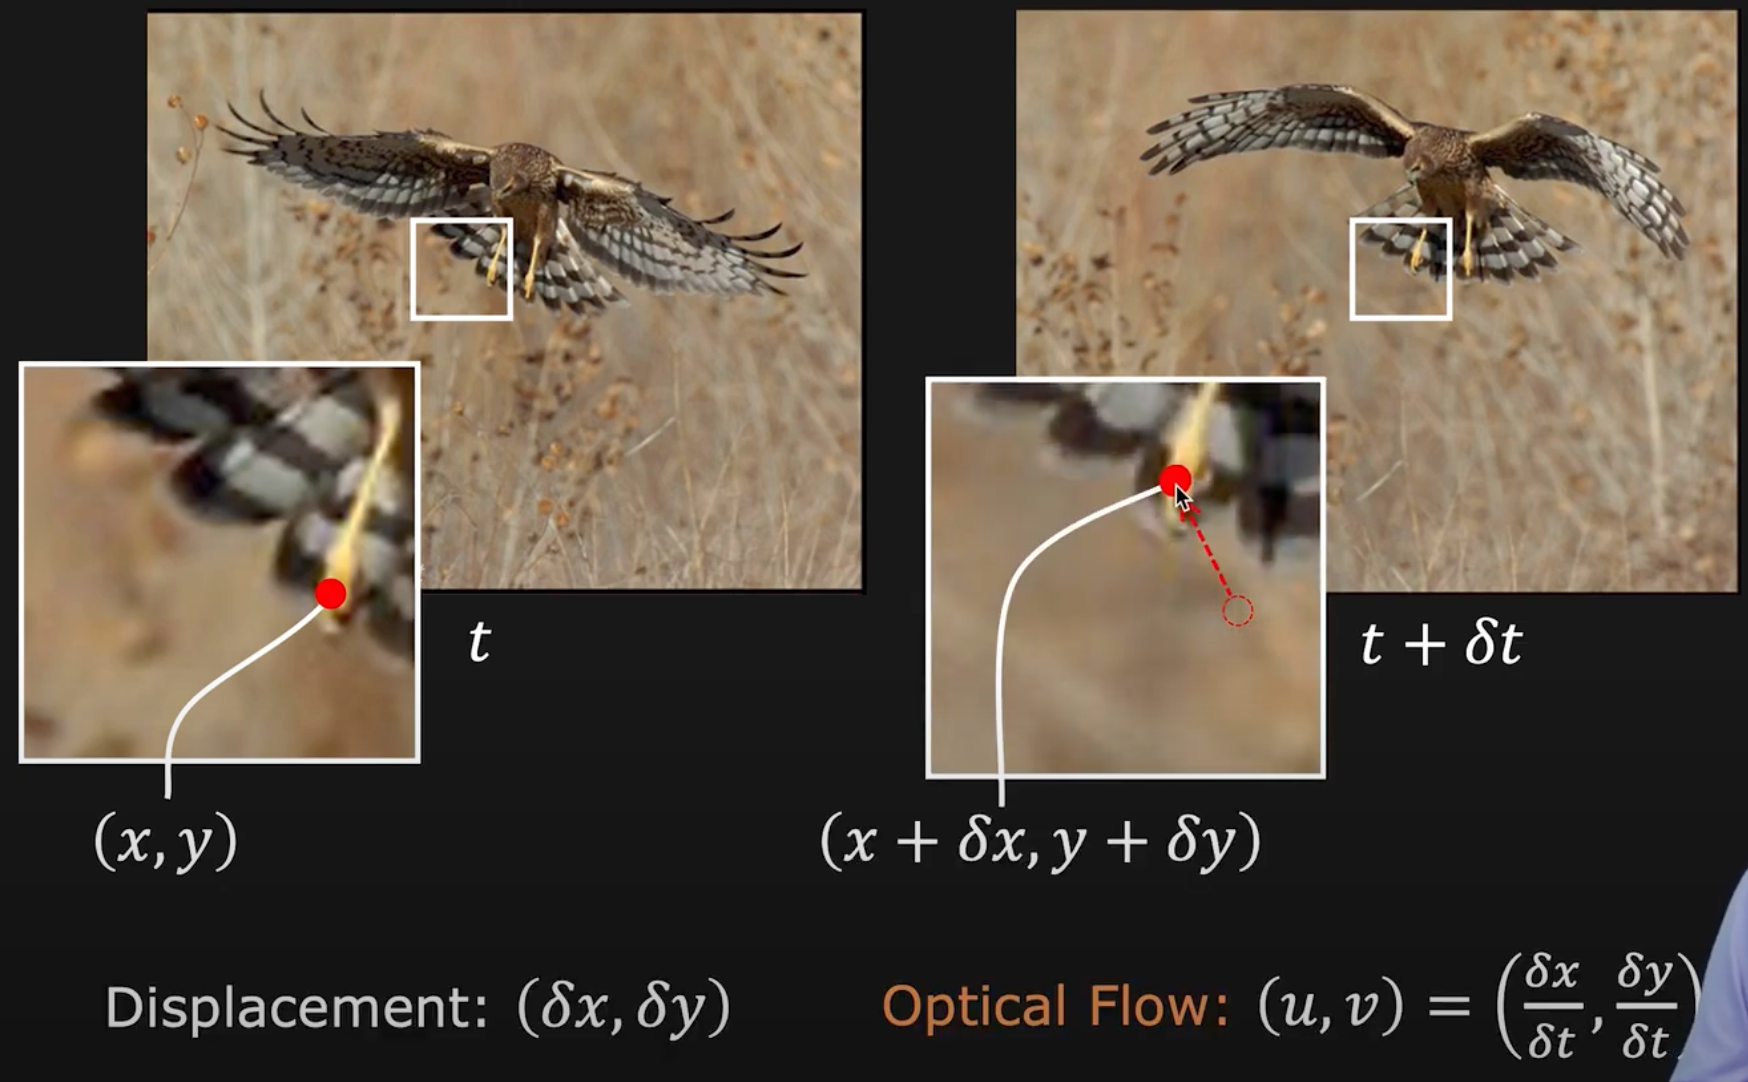 t
t + δt
(x, y)
(x + δx, y + δy)
Displacement: (δx, δy)
Optical Flow: (u, v) = (δx/δt, δy/δt)